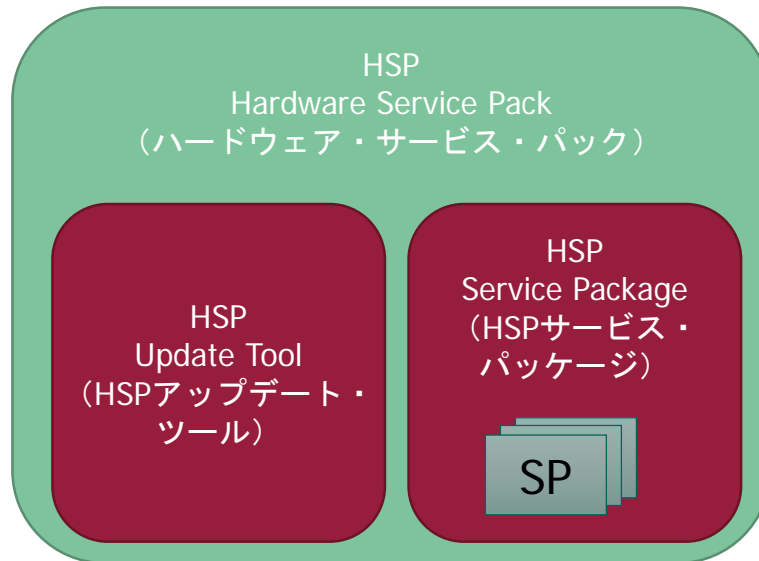 HSP
Hardware Service Pack
（ハードウェア・サービス・パック）
HSP
Update Tool
（HSPアップデート・
ツール）
HSP
Service Package
（HSPサービス・
パッケージ）
SP